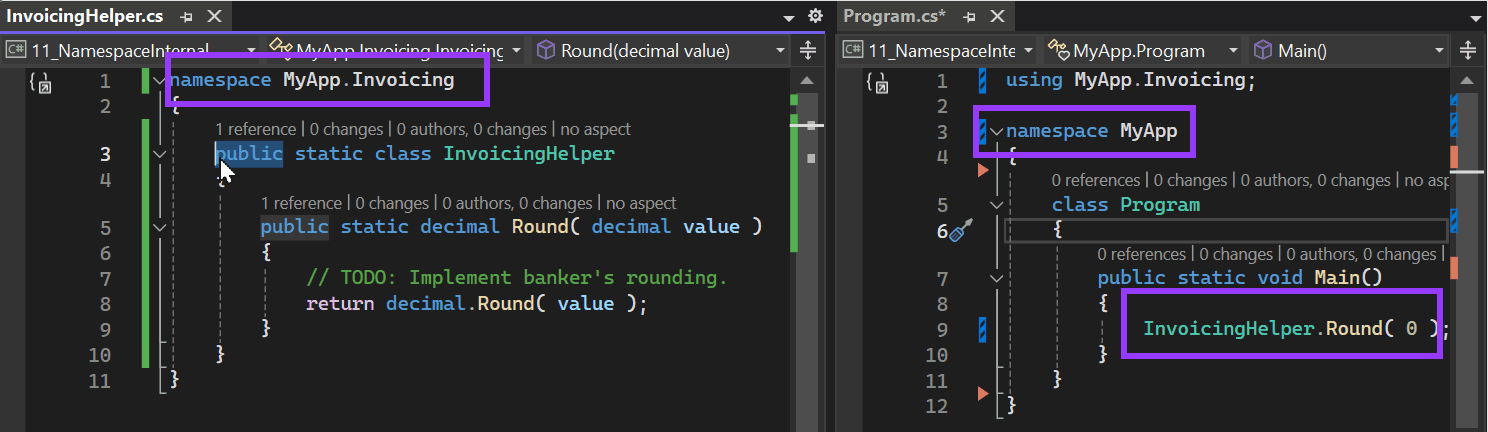 InvoicingHelper.cs
C# 11_NamespaceInternal MyApp.Invoicing.Invoicing Round(decimal value)
1 namespace MyApp.Invoicing
2 {
1 reference | 0 changes | 0 authors, 0 changes | no aspect
3 public static class InvoicingHelper
4 {
1 reference | 0 changes | 0 authors, 0 changes | no aspect
5 public static decimal Round( decimal value )
6 {
7 // TODO: Implement banker's rounding.
8 return decimal.Round( value );
9 }
10 }
11 }
Program.cs*
C# 11_NamespaceInte MyApp.Program Main()
1 using MyApp.Invoicing;
2
3 namespace MyApp
4 {
0 references | 0 changes | 0 authors, 0 changes | no asp
5 class Program
6 {
0 references | 0 changes | 0 authors, 0 changes |
7 public static void Main()
8 {
9 InvoicingHelper.Round( 0 );
10 }
11 }
12 }